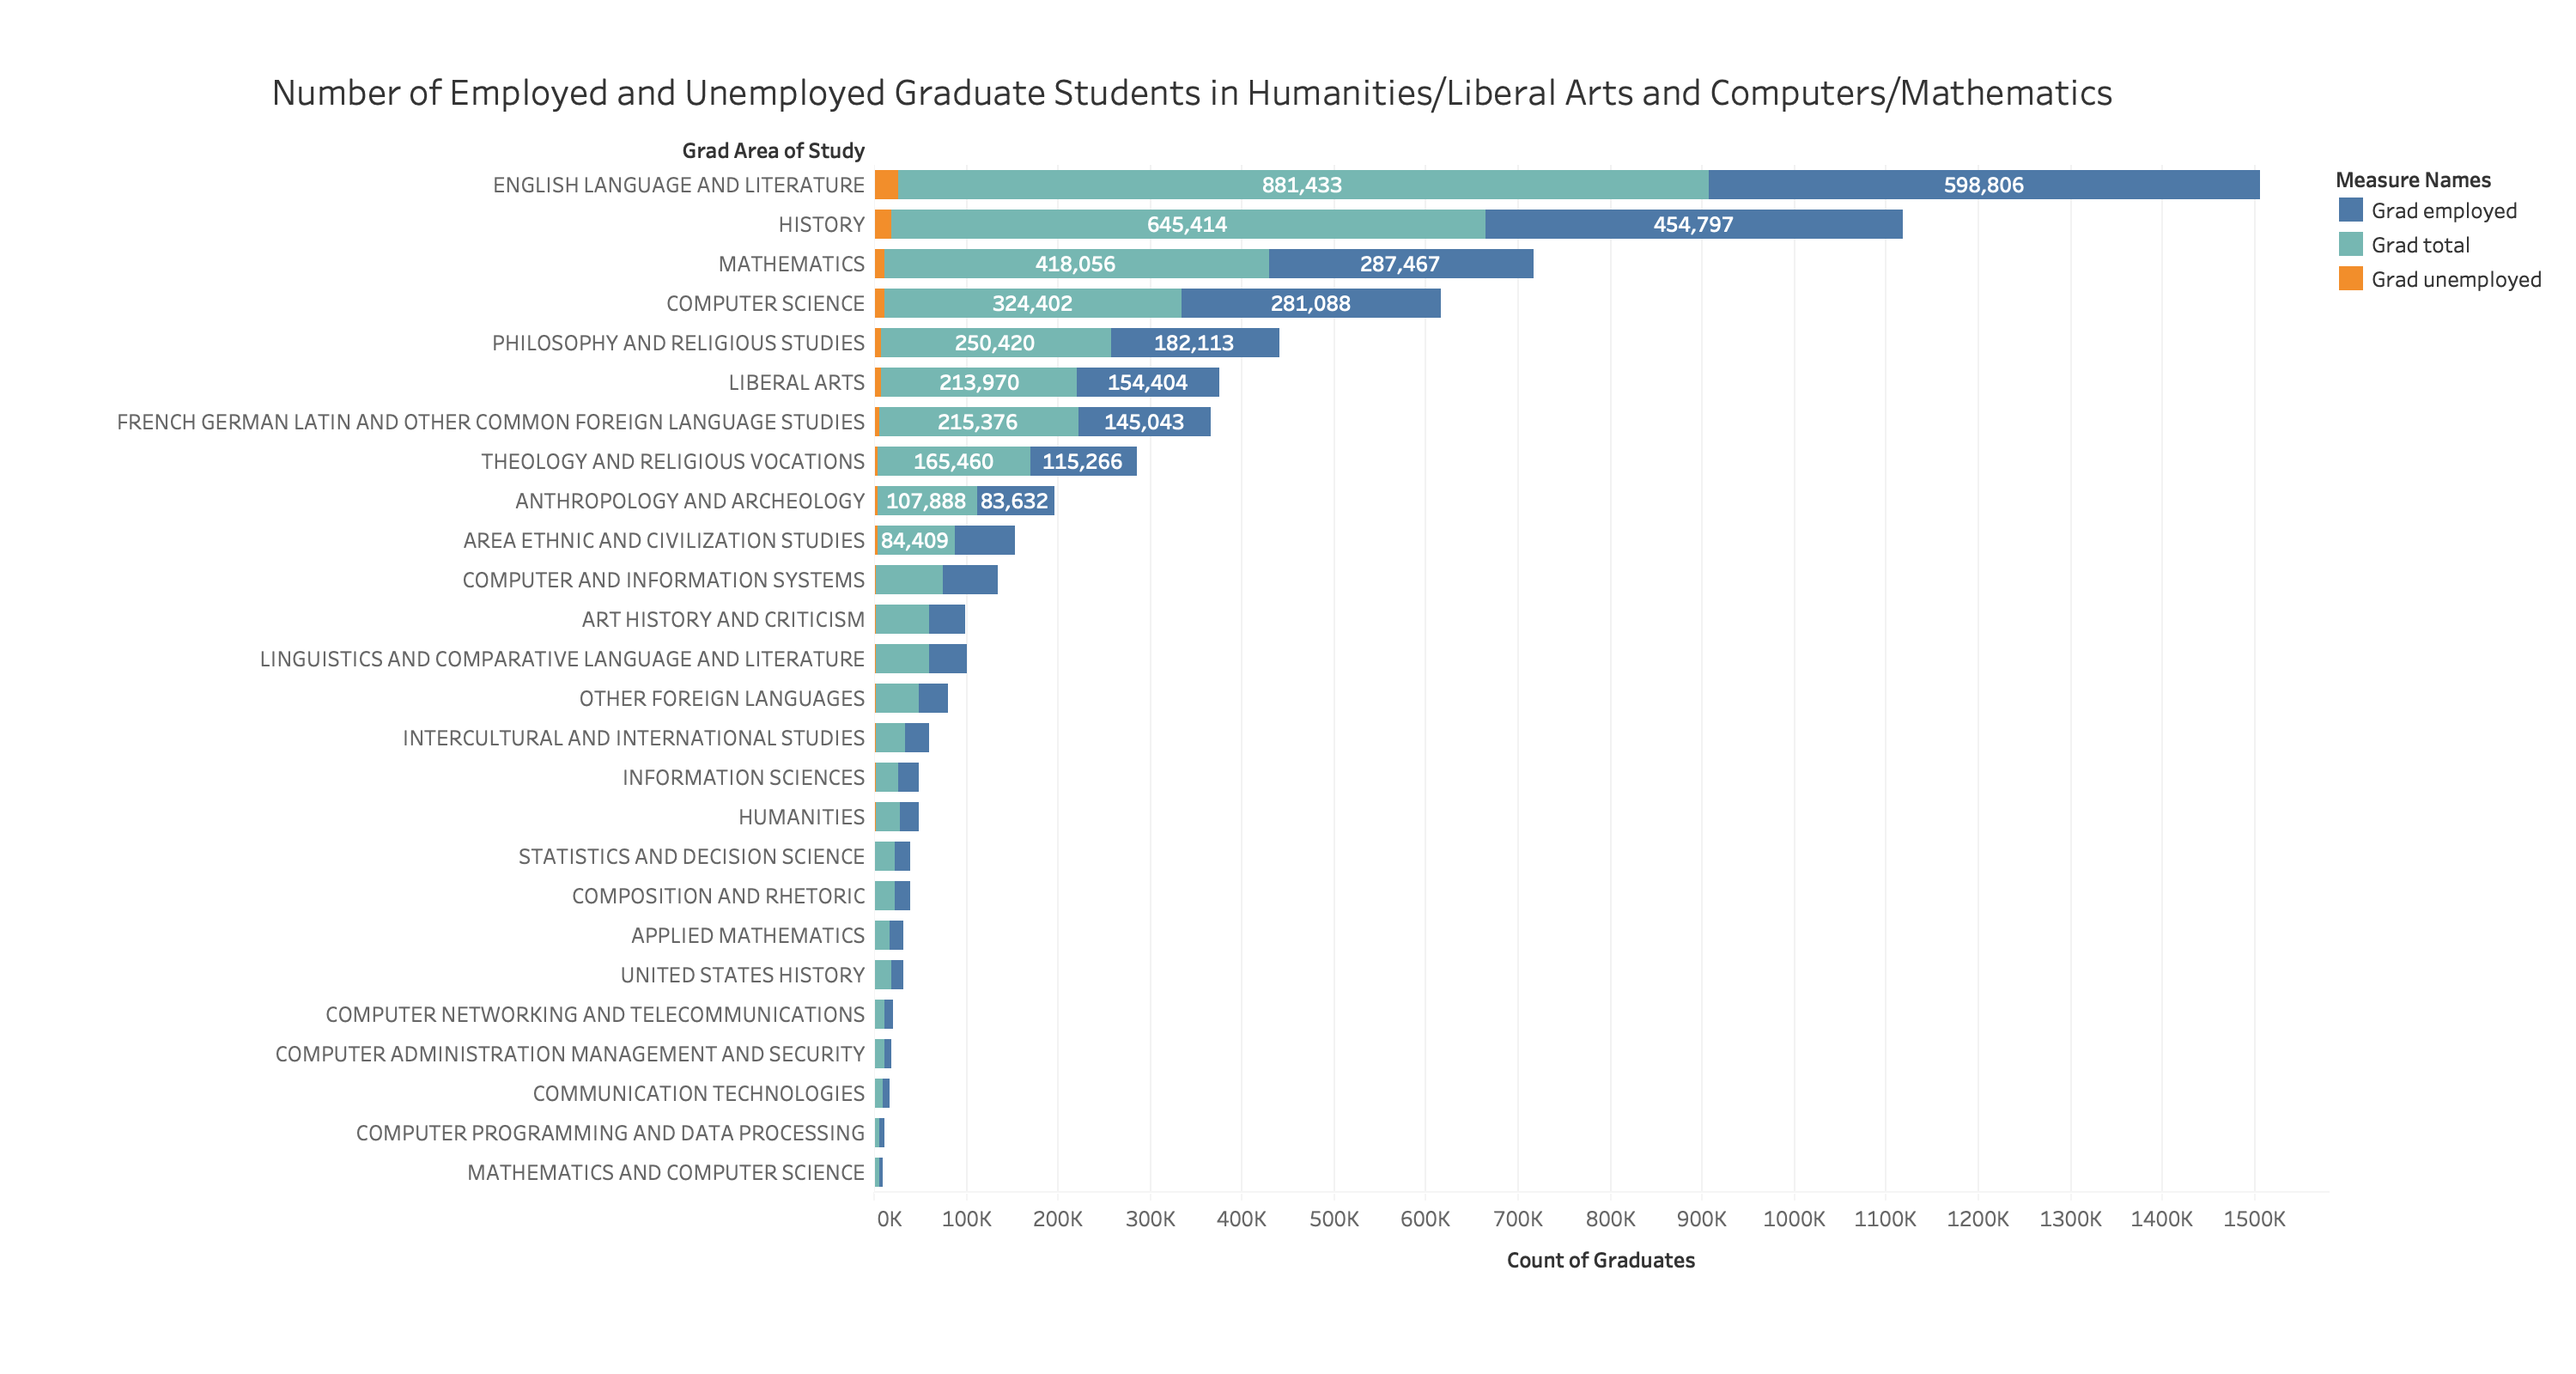 Number of Employed and Unemployed Graduate Students in Humanities/Liberal Arts and Computers/Mathematics
Grad Area of Study
ENGLISH LANGUAGE AND LITERATURE 881,433 598,806
HISTORY 645,414 454,797
MATHEMATICS 418,056 287,467
COMPUTER SCIENCE 324,402 281,088
PHILOSOPHY AND RELIGIOUS STUDIES 250,420 182,113
LIBERAL ARTS 213,970 154,404
FRENCH GERMAN LATIN AND OTHER COMMON FOREIGN LANGUAGE STUDIES 215,376 145,043
THEOLOGY AND RELIGIOUS VOCATIONS 165,460 115,266
ANTHROPOLOGY AND ARCHEOLOGY 107,888 83,632
AREA ETHNIC AND CIVILIZATION STUDIES 84,409
COMPUTER AND INFORMATION SYSTEMS
ART HISTORY AND CRITICISM
LINGUISTICS AND COMPARATIVE LANGUAGE AND LITERATURE
OTHER FOREIGN LANGUAGES
INTERCULTURAL AND INTERNATIONAL STUDIES
INFORMATION SCIENCES
HUMANITIES
STATISTICS AND DECISION SCIENCE
COMPOSITION AND RHETORIC
APPLIED MATHEMATICS
UNITED STATES HISTORY
COMPUTER NETWORKING AND TELECOMMUNICATIONS
COMPUTER ADMINISTRATION MANAGEMENT AND SECURITY
COMMUNICATION TECHNOLOGIES
COMPUTER PROGRAMMING AND DATA PROCESSING
MATHEMATICS AND COMPUTER SCIENCE
0K 100K 200K 300K 400K 500K 600K 700K 800K 900K 1000K 1100K 1200K 1300K 1400K 1500K
Count of Graduates
Measure Names
Grad employed
Grad total
Grad unemployed